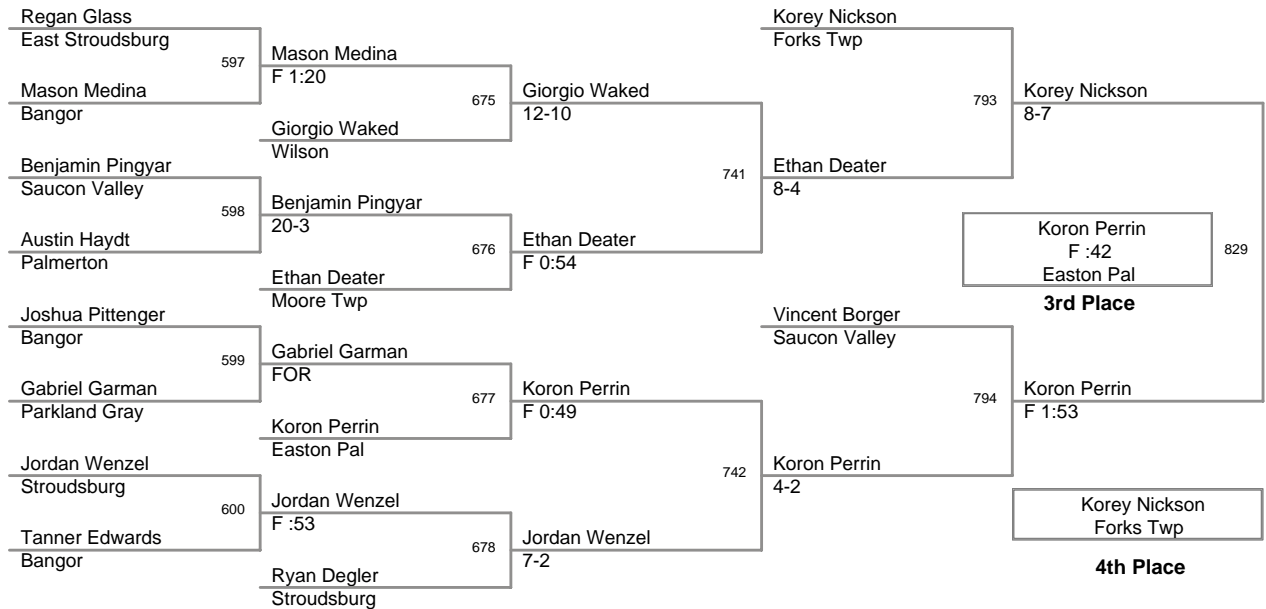 Regan Glass
East Stroudsburg
597
Mason Medina
Bangor
Benjamin Pingyar
Saucon Valley
598
Austin Haydt
Palmerton
Joshua Pittenger
Bangor
599
Gabriel Garman
Parkland Gray
Jordan Wenzel
Stroudsburg
600
Tanner Edwards
Bangor
Mason Medina
F 1:20
675
Giorgio Waked
Wilson
Benjamin Pingyar
20-3
676
Ethan Deater
Moore Twp
Gabriel Garman
FOR
677
Koron Perrin
Easton Pal
Jordan Wenzel
F :53
678
Ryan Degler
Stroudsburg
Giorgio Waked
12-10
741
Ethan Deater
F 0:54
Koron Perrin
F 0:49
742
Jordan Wenzel
7-2
Korey Nickson
Forks Twp
793
Ethan Deater
8-4
Vincent Borger
Saucon Valley
794
Koron Perrin
4-2
Korey Nickson
8-7
829
Koron Perrin
F 1:53
Koron Perrin
F :42
Easton Pal
3rd Place
Korey Nickson
Forks Twp
4th Place